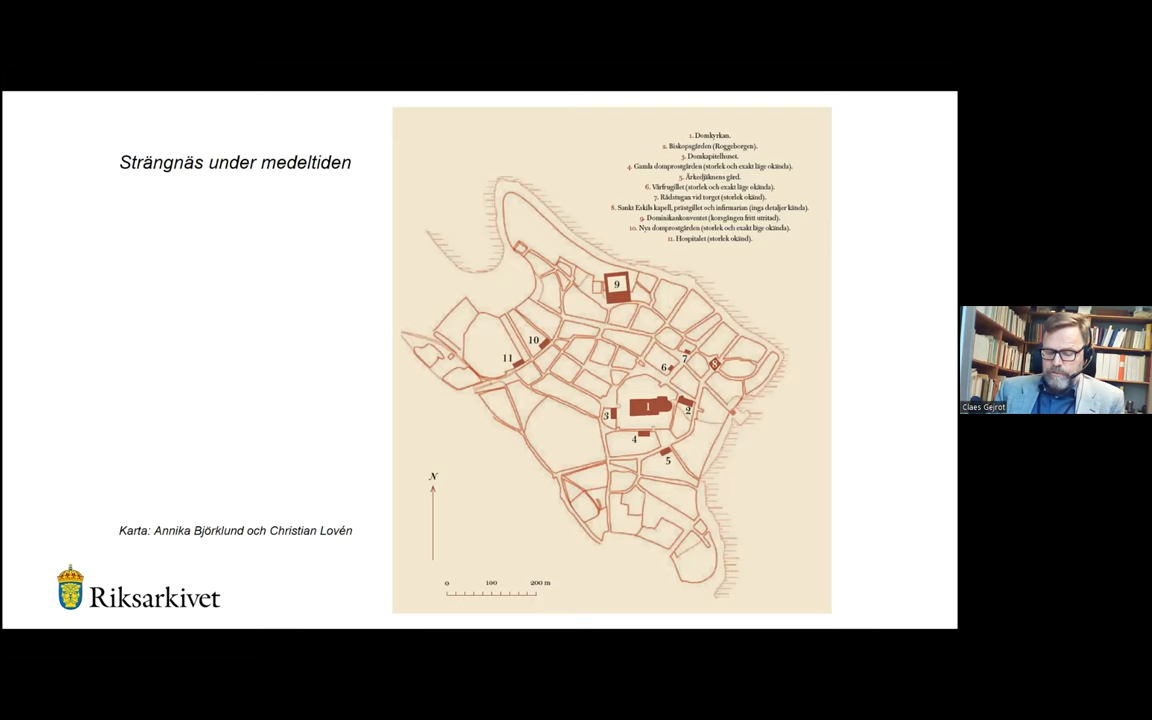 Strängnäs under medeltiden
1. Domkyrkan.
2. Biskopsgården (Roggeborgen).
3. Domkapitelhuset.
4. Gamla domprostgården (storlek och exakt läge okända).
5. Ärkedjäknens gård.
6. Vårfrugillet (storlek och exakt läge okända).
7. Rådstugan vid torget (storlek okänd).
8. Sankt Eskils kapell, prästgillet och infirmarian (inga detaljer kända).
9. Dominikankonventet (korsgången fritt utritad).
10. Nya domprostgården (storlek och exakt läge okända).
11. Hospitalet (storlek okänd).
9
10
11
7
6
8
1
2
3
4
5
N
0 100 200 m
Karta: Annika Björklund och Christian Lovén
Riksarkivet
Claes Gejrot